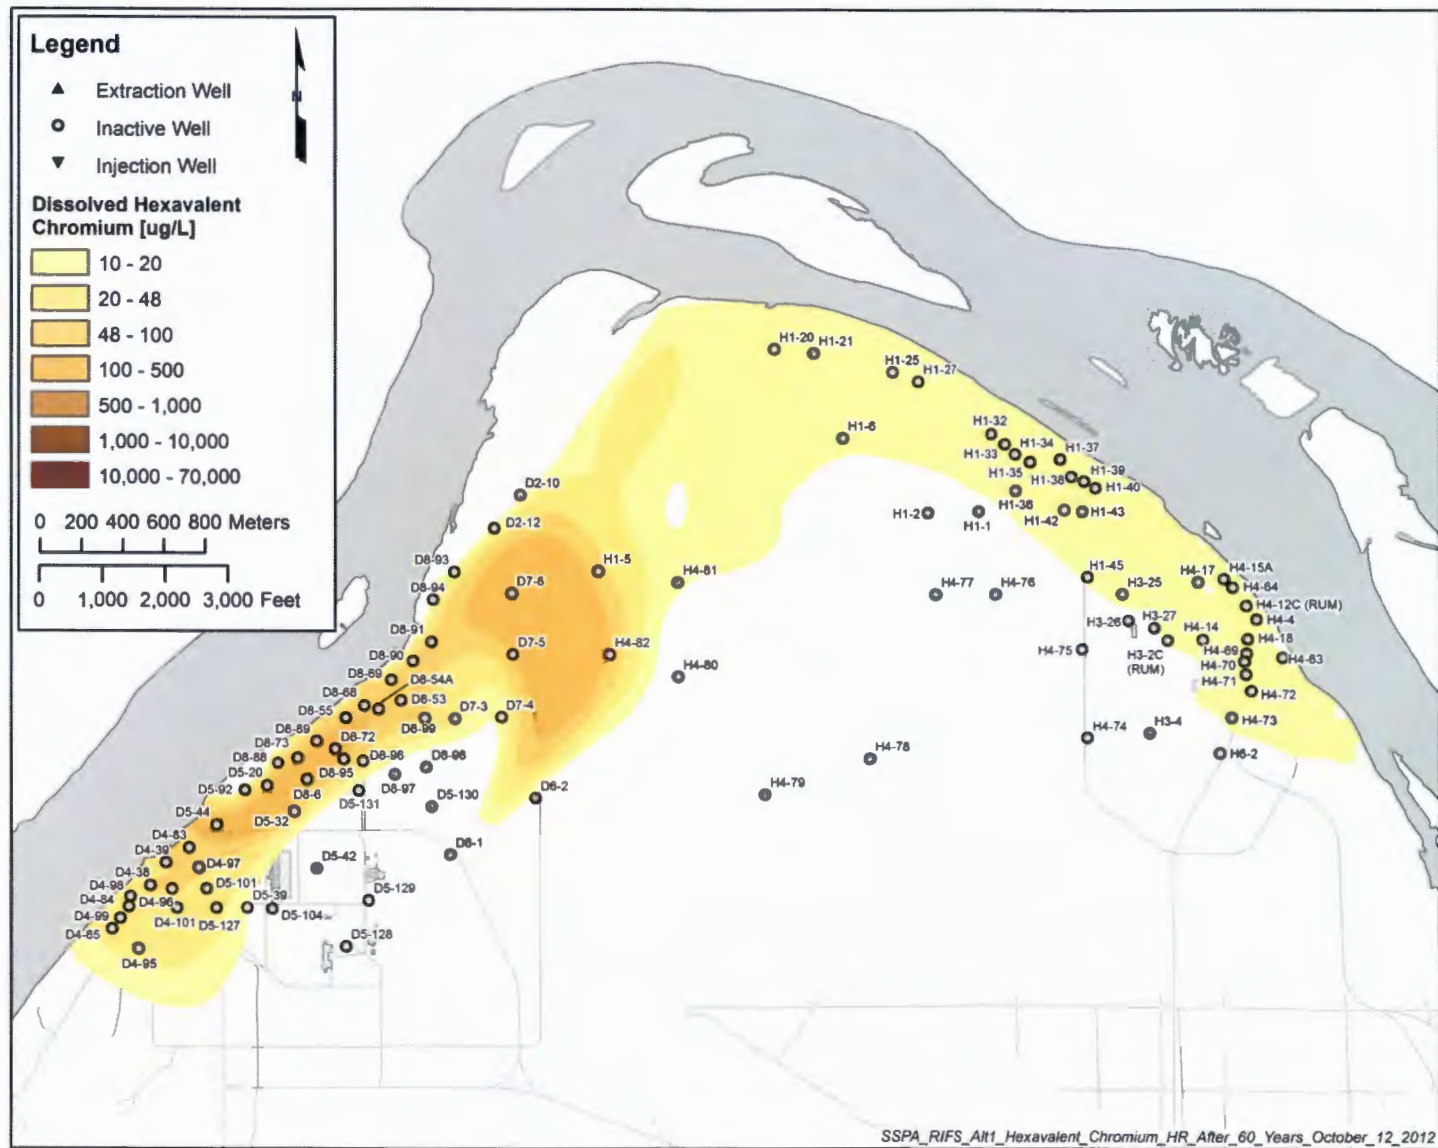 Legend
N
Extraction Well
Inactive Well
Injection Well
Dissolved Hexavalent
Chromium [ug/L]
10 - 20
20 - 48
48 - 100
100 - 500
500 - 1,000
1,000 - 10,000
10,000 - 70,000
0 200 400 600 800 Meters
0 1,000 2,000 3,000 Feet
H1-20
H1-21
H1-25
H1-27
H1-6
H1-32
H1-33
H1-34
H1-37
H1-35
H1-38
H1-39
H1-40
H1-36
H1-2
H1-1
H1-42
H1-43
D2-10
D2-12
D8-93
H1-5
D7-6
H4-81
D8-94
H4-77
H4-76
H1-45
H3-25
H4-17
H4-15A
H4-64
H4-12C (RUM)
H4-4
H3-26
H3-27
H4-14
H4-18
H4-69
H4-63
H3-2C
(RUM)
H4-70
H4-71
H4-75
H4-72
H4-73
H4-74
H3-4
H6-2
D8-91
D8-90
D7-5
H4-82
H4-80
D8-69
D8-54A
D8-68
D8-53
D8-55
D7-3
D7-4
D8-99
D8-89
D8-72
D8-73
D8-96
D8-98
D8-88
D8-95
D5-20
D8-97
D5-92
D8-6
D5-131
D5-130
D6-2
H4-78
H4-79
D5-32
D5-44
D4-83
D6-1
D4-39
D4-97
D5-42
D4-38
D5-101
D4-98
D4-96
D5-39
D5-129
D4-84
D4-99
D4-101
D5-127
D5-104
D4-85
D4-95
D5-128
SSPA_RIFS_Alt1_Hexavalent_Chromium_HR_After_60_Years_October_12_2012